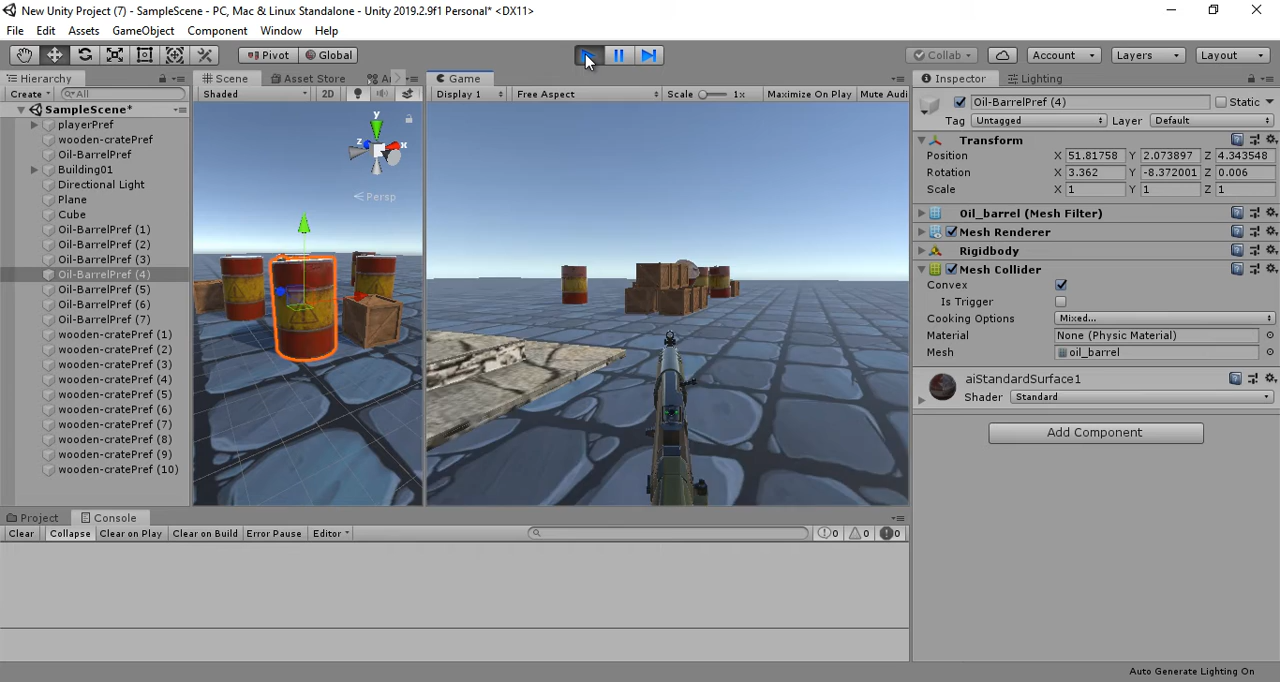 New Unity Project (7) - SampleScene - PC, Mac & Linux Standalone - Unity 2019.2.9f1 Personal* <DX11>
File Edit Assets GameObject Component Window Help
Pivot Global Collab Account Layers Layout
Hierarchy Scene Asset Store Game Inspector Lighting
Create All Shaded 2D Display 1 Free Aspect Scale 1x Maximize On Play Mute Audi
SampleScene*
playerPref
wooden-cratePref
Oil-BarrelPref
Building01
Directional Light
Plane
Cube
Oil-BarrelPref (1)
Oil-BarrelPref (2)
Oil-BarrelPref (3)
Oil-BarrelPref (4)
Oil-BarrelPref (5)
Oil-BarrelPref (6)
Oil-BarrelPref (7)
wooden-cratePref (1)
wooden-cratePref (2)
wooden-cratePref (3)
wooden-cratePref (4)
wooden-cratePref (5)
wooden-cratePref (6)
wooden-cratePref (7)
wooden-cratePref (8)
wooden-cratePref (9)
wooden-cratePref (10)
y
z x
Persp
Oil-BarrelPref (4) Static
Tag Untagged Layer Default
Transform
Position X 51.81758 Y 2.073897 Z 4.343548
Rotation X 3.362 Y -8.372001 Z 0.006
Scale X 1 Y 1 Z 1
Oil_barrel (Mesh Filter)
Mesh Renderer
Rigidbody
Mesh Collider
Convex
Is Trigger
Cooking Options Mixed...
Material None (Physic Material)
Mesh oil_barrel
aiStandardSurface1
Shader Standard
Add Component
Project Console
Clear Collapse Clear on Play Clear on Build Error Pause Editor 0 0 0
Auto Generate Lighting On